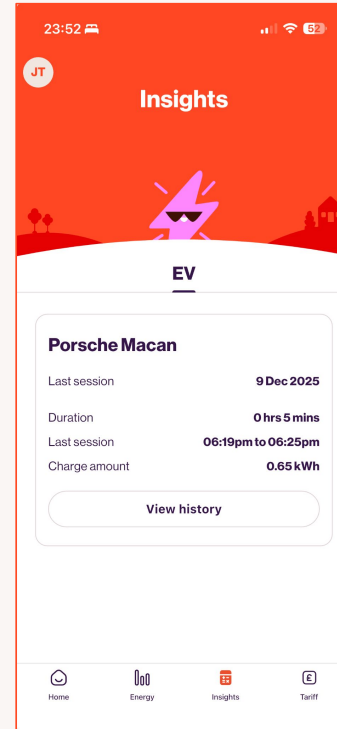 23:52 52
JT
Insights
EV
Porsche Macan
Last session 9 Dec 2025
Duration 0 hrs 5 mins
Last session 06:19pm to 06:25pm
Charge amount 0.65 kWh
View history
£
Home Energy Insights Tariff